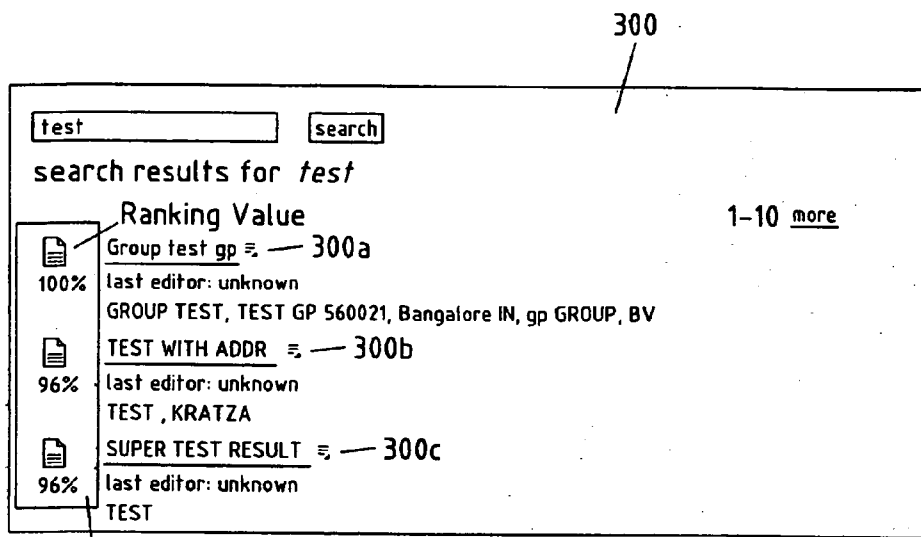 300
test search
search results for test
Ranking Value 1-10 more
Group test gp 300a
100% last editor: unknown
GROUP TEST, TEST GP 560021, Bangalore IN, gp GROUP, BV
TEST WITH ADDR 300b
96% last editor: unknown
TEST , KRATZA
SUPER TEST RESULT 300c
96% last editor: unknown
TEST